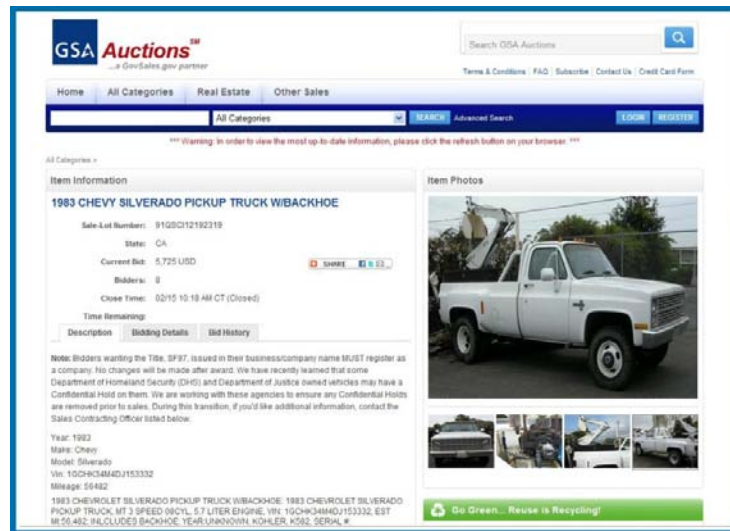 GSA Auctions SM
...a GovSales.gov partner
Search GSA Auctions
Terms & Conditions | FAQ | Subscribe | Contact Us | Credit Card Form
Home All Categories Real Estate Other Sales
All Categories SEARCH Advanced Search LOGIN REGISTER
*** Warning: In order to view the most up-to-date information, please click the refresh button on your browser. ***
All Categories »
Item Information
1983 CHEVY SILVERADO PICKUP TRUCK W/BACKHOE
Sale-Lot Number: 91QSCI12192319
State: CA
Current Bid: 5,725 USD
SHARE
Bidders: 8
Close Time: 02/15 10:18 AM CT (Closed)
Time Remaining:
Description Bidding Details Bid History
Note: Bidders wanting the Title, SF97, issued in their business/company name MUST register as
a company. No changes will be made after award. We have recently learned that some
Department of Homeland Security (DHS) and Department of Justice owned vehicles may have a
Confidential Hold on them. We are working with these agencies to ensure any Confidential Holds
are removed prior to sales. During this transition, if you'd like additional information, contact the
Sales Contracting Officer listed below.
Year: 1983
Make: Chevy
Model: Silverado
Vin: 1GCHK34M4DJ153332
Mileage: 56482
1983 CHEVROLET SILVERADO PICKUP TRUCK W/BACKHOE: 1983 CHEVROLET SILVERADO
PICKUP TRUCK, MT 3 SPEED 08CYL, 5.7 LITER ENGINE, VIN: 1GCHK34M4DJ153332, EST
MI:56,482; INLCLUDES BACKHOE, YEAR:UNKNOWN, KOHLER, K582, SERIAL #:
Item Photos
Go Green... Reuse is Recycling!